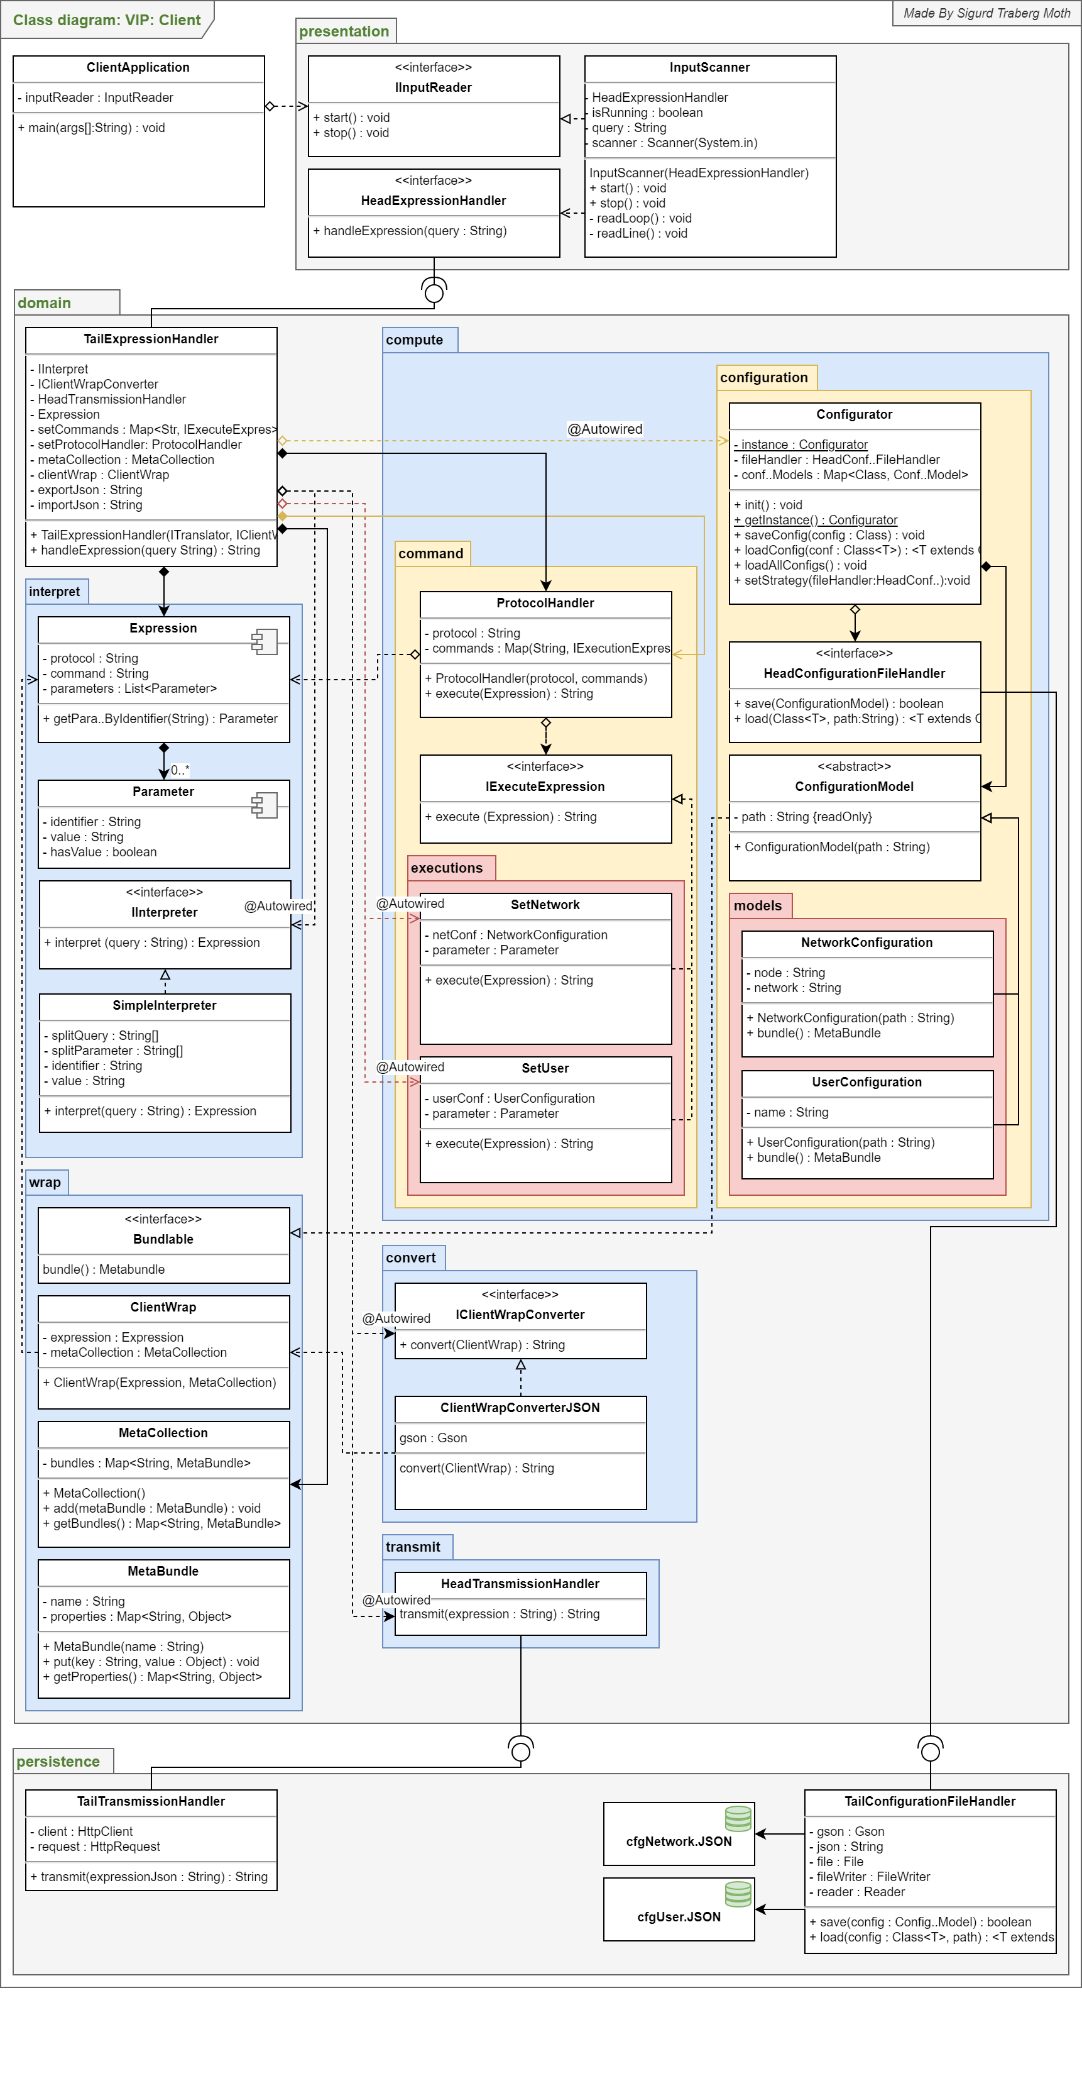 Class diagram: VIP: Client
Made By Sigurd Traberg Moth
presentation
ClientApplication
- inputReader : InputReader
+ main(args[]:String) : void
<<interface>>
IInputReader
+ start() : void
+ stop() : void
<<interface>>
HeadExpressionHandler
+ handleExpression(query : String)
InputScanner
- HeadExpressionHandler
- isRunning : boolean
- query : String
- scanner : Scanner(System.in)
InputScanner(HeadExpressionHandler)
+ start() : void
+ stop() : void
- readLoop() : void
- readLine() : void
domain
TailExpressionHandler
- IInterpret
- IClientWrapConverter
- HeadTransmissionHandler
- Expression
- setCommands : Map<Str, IExecuteExpres>
- setProtocolHandler: ProtocolHandler
- metaCollection : MetaCollection
- clientWrap : ClientWrap
- exportJson : String
- importJson : String
+ TailExpressionHandler(ITranslator, IClientW
+ handleExpression(query String) : String
@Autowired
compute
configuration
Configurator
- instance : Configurator
- fileHandler : HeadConf..FileHandler
- conf..Models : Map<Class, Conf..Model>
+ init() : void
+ getInstance() : Configurator
+ saveConfig(config : Class) : void
+ loadConfig(conf : Class<T>) : <T extends C
+ loadAllConfigs() : void
+ setStrategy(fileHandler:HeadConf..):void
<<interface>>
HeadConfigurationFileHandler
+ save(ConfigurationModel) : boolean
+ load(Class<T>, path:String) : <T extends C
<<abstract>>
ConfigurationModel
- path : String {readOnly}
+ ConfigurationModel(path : String)
models
NetworkConfiguration
- node : String
- network : String
+ NetworkConfiguration(path : String)
+ bundle() : MetaBundle
UserConfiguration
- name : String
+ UserConfiguration(path : String)
+ bundle() : MetaBundle
command
ProtocolHandler
- protocol : String
- commands : Map(String, IExecutionExpres
+ ProtocolHandler(protocol, commands)
+ execute(Expression) : String
<<interface>>
IExecuteExpression
+ execute (Expression) : String
executions
@Autowired
SetNetwork
- netConf : NetworkConfiguration
- parameter : Parameter
+ execute(Expression) : String
@Autowired
SetUser
- userConf : UserConfiguration
- parameter : Parameter
+ execute(Expression) : String
interpret
Expression
- protocol : String
- command : String
- parameters : List<Parameter>
+ getPara..ByIdentifier(String) : Parameter
0..*
Parameter
- identifier : String
- value : String
- hasValue : boolean
<<interface>>
IInterpreter
@Autowired
+ interpret (query : String) : Expression
SimpleInterpreter
- splitQuery : String[]
- splitParameter : String[]
- identifier : String
- value : String
+ interpret(query : String) : Expression
wrap
<<interface>>
Bundlable
bundle() : Metabundle
ClientWrap
- expression : Expression
- metaCollection : MetaCollection
+ ClientWrap(Expression, MetaCollection)
MetaCollection
- bundles : Map<String, MetaBundle>
+ MetaCollection()
+ add(metaBundle : MetaBundle) : void
+ getBundles() : Map<String, MetaBundle>
MetaBundle
- name : String
- properties : Map<String, Object>
+ MetaBundle(name : String)
+ put(key : String, value : Object) : void
+ getProperties() : Map<String, Object>
convert
<<interface>>
IClientWrapConverter
@Autowired
+ convert(ClientWrap) : String
ClientWrapConverterJSON
gson : Gson
convert(ClientWrap) : String
transmit
HeadTransmissionHandler
@Autowired
transmit(expression : String) : String
persistence
TailTransmissionHandler
- client : HttpClient
- request : HttpRequest
+ transmit(expressionJson : String) : String
cfgNetwork.JSON
cfgUser.JSON
TailConfigurationFileHandler
- gson : Gson
- json : String
- file : File
- fileWriter : FileWriter
- reader : Reader
+ save(config : Config..Model) : boolean
+ load(config : Class<T>, path) : <T extends